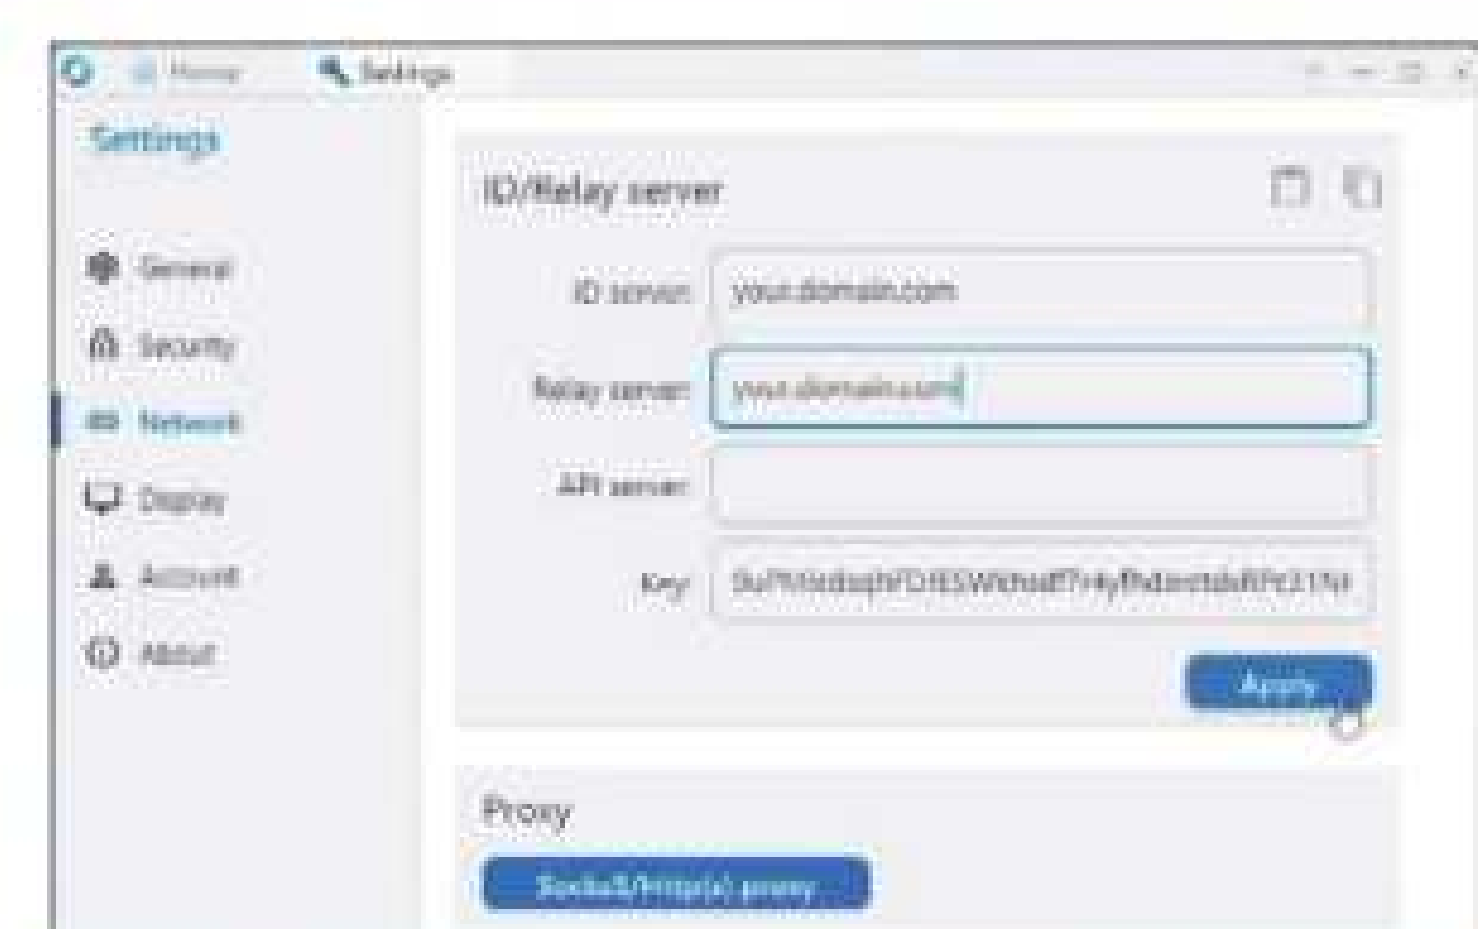 Home
Settings
Settings
General
Security
Network
Display
Account
About
ID/Relay server
ID server:
your.domain.com
Relay server:
your.domain.com
API server:
Key:
Apply
Proxy
Socks5/Http(s) proxy